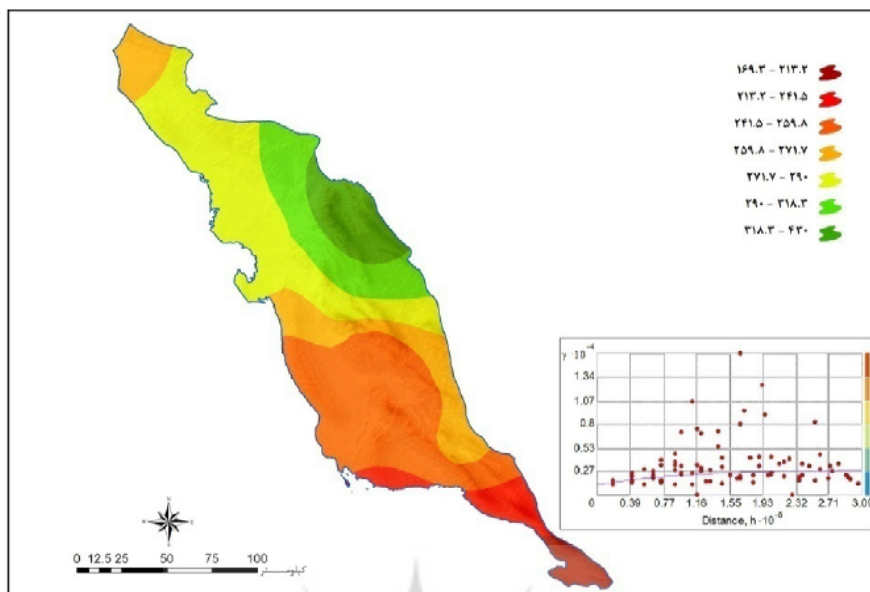 ۱۶۹.۳ – ۲۱۳.۲
۲۱۳.۲ – ۲۴۱.۵
۲۴۱.۵ – ۲۵۹.۸
۲۵۹.۸ – ۲۷۱.۷
۲۷۱.۷ – ۲۹۰
۲۹۰ – ۳۱۸.۳
۳۱۸.۳ – ۴۳۰
γ ·10⁻⁴
1.34
1.07
0.8
0.53
0.27
0 0.39 0.77 1.16 1.55 1.93 2.32 2.71 3.09
Distance, h ·10⁻⁵
N
0 12.5 25 50 75 100